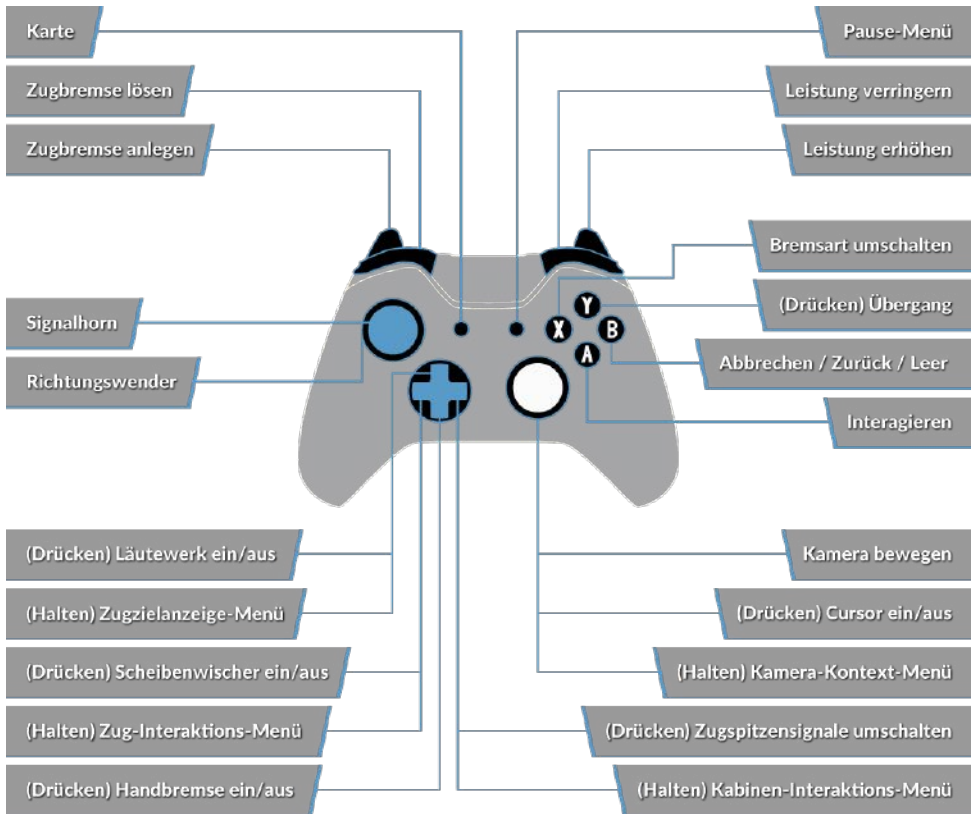 Karte
Zugbremse lösen
Zugbremse anlegen
Signalhorn
Richtungswender
(Drücken) Läutewerk ein/aus
(Halten) Zugzielanzeige-Menü
(Drücken) Scheibenwischer ein/aus
(Halten) Zug-Interaktions-Menü
(Drücken) Handbremse ein/aus
Pause-Menü
Leistung verringern
Leistung erhöhen
Bremsart umschalten
(Drücken) Übergang
Abbrechen / Zurück / Leer
Interagieren
Y
X
B
A
Kamera bewegen
(Drücken) Cursor ein/aus
(Halten) Kamera-Kontext-Menü
(Drücken) Zugspitzensignale umschalten
(Halten) Kabinen-Interaktions-Menü